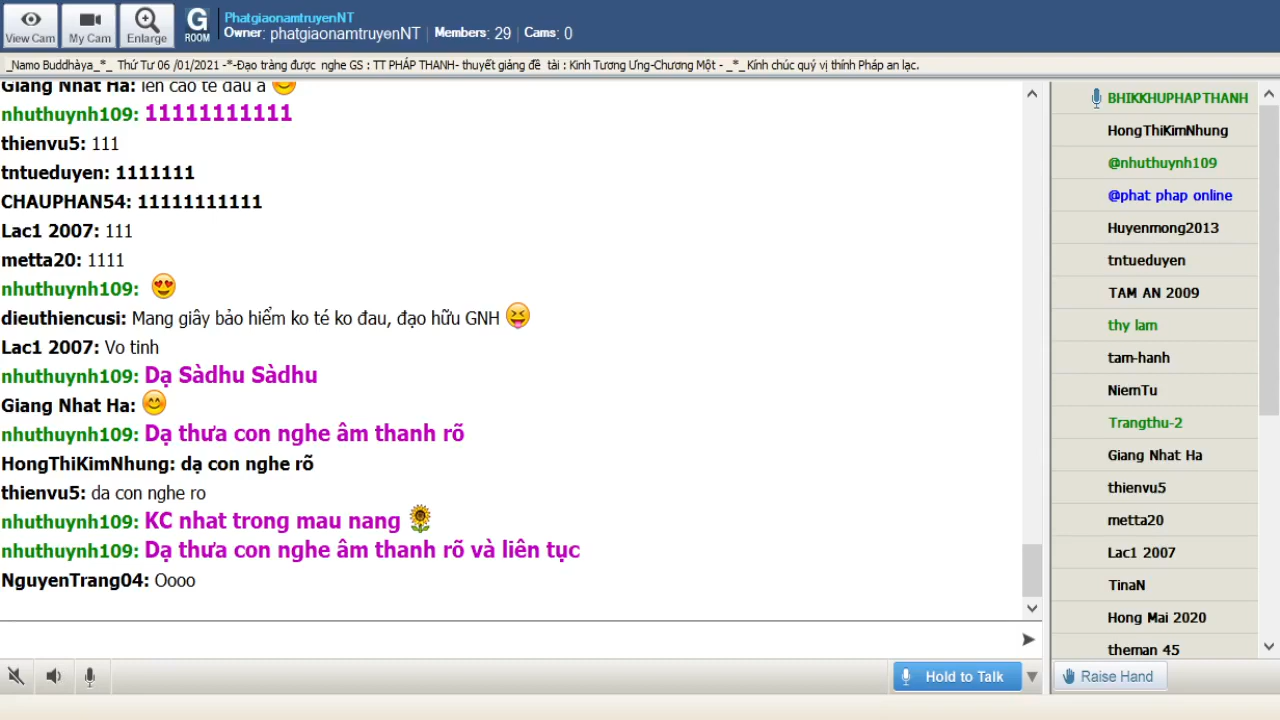 View Cam
My Cam
Enlarge
G
ROOM
PhatgiaonamtruyenNT
Owner: phatgiaonamtruyenNT | Members: 29 | Cams: 0
_Namo Buddhàya_*_ Thứ Tư 06 /01/2021 -*-Đạo tràng được nghe GS : TT PHÁP THANH- thuyết giảng đề tài : Kinh Tương Ưng-Chương Một - _*_Kính chúc quý vị thính Pháp an lạc.
Giang Nhat Ha: lên cao té đau à
nhuthuynh109: 11111111111
thienvu5: 111
tntueduyen: 1111111
CHAUPHAN54: 11111111111
Lac1 2007: 111
metta20: 1111
nhuthuynh109:
dieuthiencusi: Mang giây bảo hiểm ko té ko đau, đạo hữu GNH
Lac1 2007: Vo tinh
nhuthuynh109: Dạ Sàdhu Sàdhu
Giang Nhat Ha:
nhuthuynh109: Dạ thưa con nghe âm thanh rõ
HongThiKimNhung: dạ con nghe rõ
thienvu5: da con nghe ro
nhuthuynh109: KC nhat trong mau nang
nhuthuynh109: Dạ thưa con nghe âm thanh rõ và liên tục
NguyenTrang04: Oooo
BHIKKHUPHAPTHANH
HongThiKimNhung
@nhuthuynh109
@phat phap online
Huyenmong2013
tntueduyen
TAM AN 2009
thy lam
tam-hanh
NiemTu
Trangthu-2
Giang Nhat Ha
thienvu5
metta20
Lac1 2007
TinaN
Hong Mai 2020
theman 45
Hold to Talk
Raise Hand